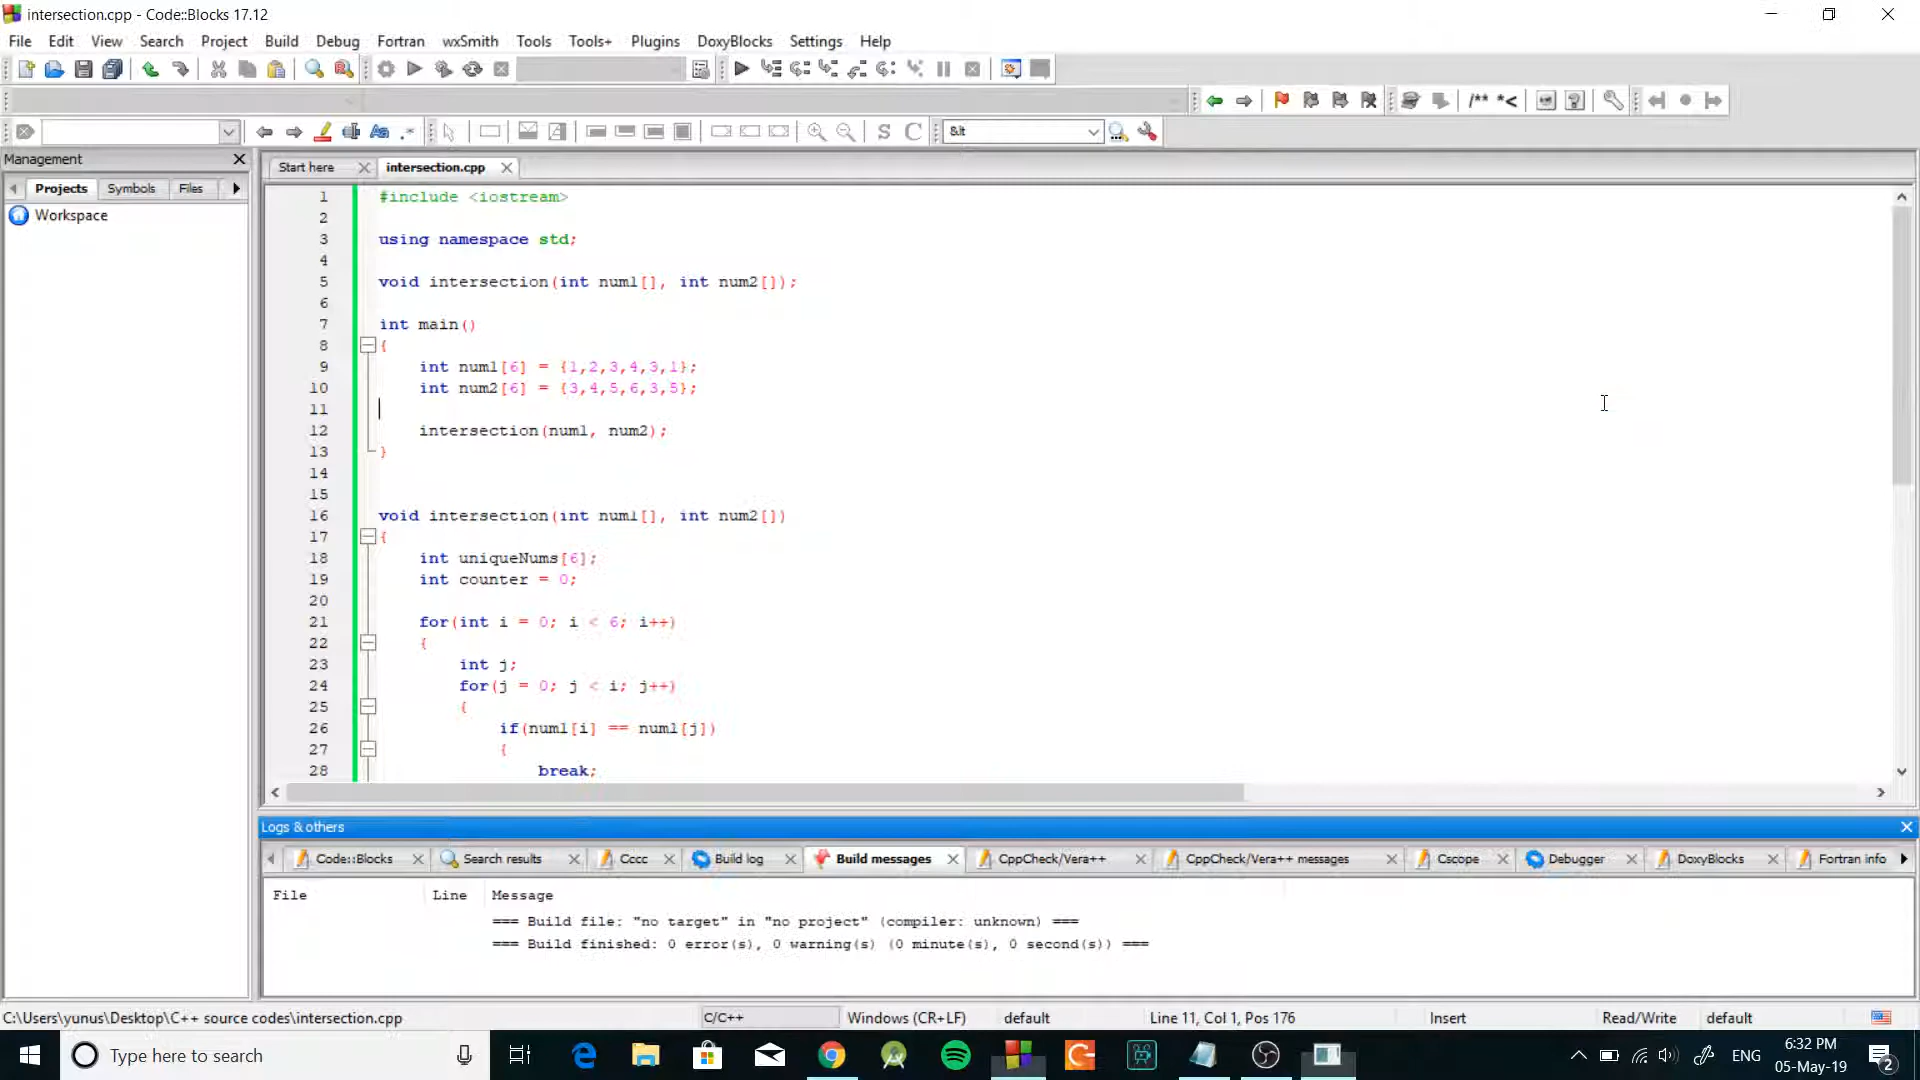 intersection.cpp - Code::Blocks 17.12
File Edit View Search Project Build Debug Fortran wxSmith Tools Tools+ Plugins DoxyBlocks Settings Help
/** *<
S C &lt
Management
Start here intersection.cpp
Projects Symbols Files
Workspace
1 #include <iostream>
2
3 using namespace std;
4
5 void intersection(int num1[], int num2[]);
6
7 int main()
8 {
9 int num1[6] = {1,2,3,4,3,1};
10 int num2[6] = {3,4,5,6,3,5};
11
12 intersection(num1, num2);
13 }
14
15
16 void intersection(int num1[], int num2[])
17 {
18 int uniqueNums[6];
19 int counter = 0;
20
21 for(int i = 0; i < 6; i++)
22 {
23 int j;
24 for(j = 0; j < i; j++)
25 {
26 if(num1[i] == num1[j])
27 {
28 break;
Logs & others
Code::Blocks Search results Cccc Build log Build messages CppCheck/Vera++ CppCheck/Vera++ messages Cscope Debugger DoxyBlocks Fortran info
File Line Message
=== Build file: "no target" in "no project" (compiler: unknown) ===
=== Build finished: 0 error(s), 0 warning(s) (0 minute(s), 0 second(s)) ===
C:\Users\yunus\Desktop\C++ source codes\intersection.cpp C/C++ Windows (CR+LF) default Line 11, Col 1, Pos 176 Insert Read/Write default
Type here to search
ENG
6:32 PM
05-May-19
2